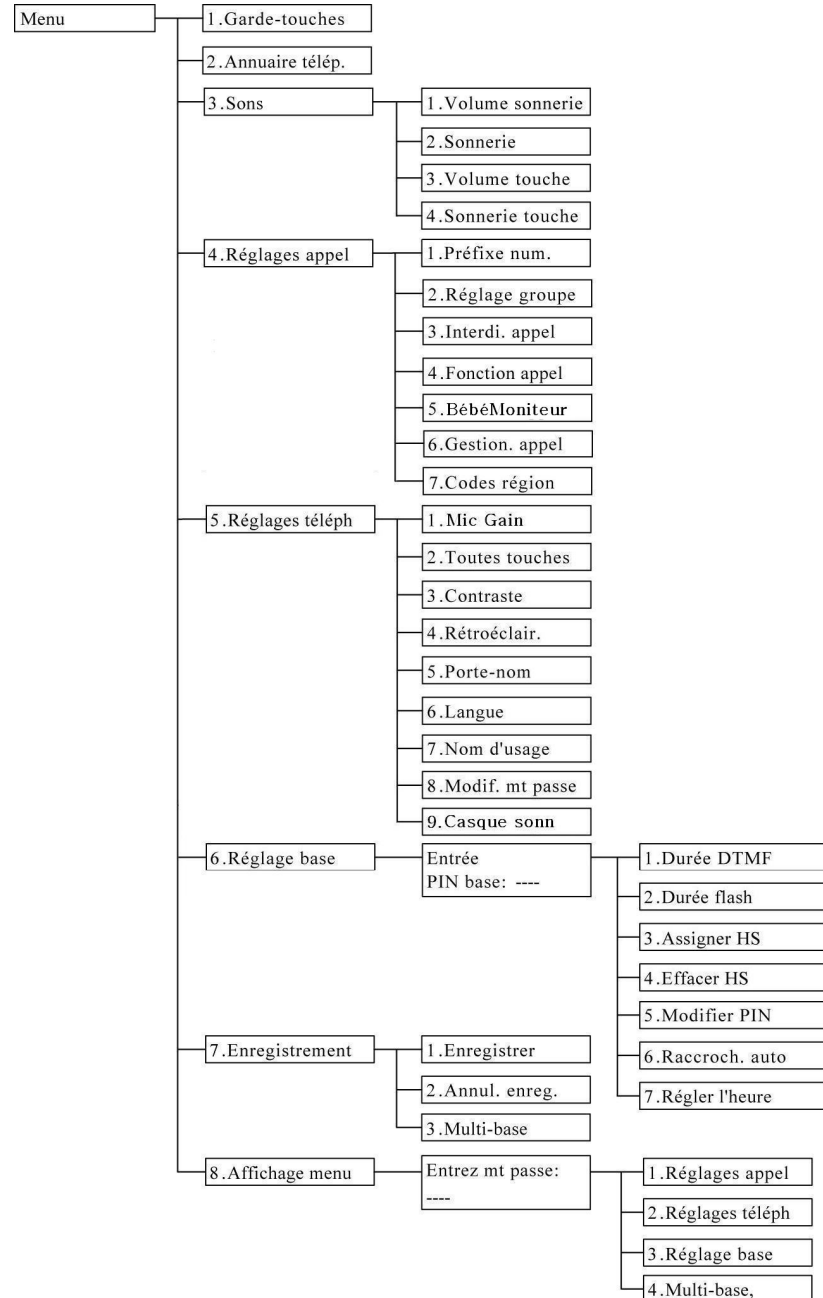 Menu
1.Garde-touches
2.Annuaire télép.
3.Sons
1.Volume sonnerie
2.Sonnerie
3.Volume touche
4.Sonnerie touche
4.Réglages appel
1.Préfixe num.
2.Réglage groupe
3.Interdi. appel
4.Fonction appel
5.BébéMoniteur
6.Gestion. appel
7.Codes région
5.Réglages téléph
1.Mic Gain
2.Toutes touches
3.Contraste
4.Rétroéclair.
5.Porte-nom
6.Langue
7.Nom d'usage
8.Modif. mt passe
9.Casque sonn
6.Réglage base
Entrée
PIN base: ----
1.Durée DTMF
2.Durée flash
3.Assigner HS
4.Effacer HS
5.Modifier PIN
6.Raccroch. auto
7.Régler l'heure
7.Enregistrement
1.Enregistrer
2.Annul. enreg.
3.Multi-base
8.Affichage menu
Entrez mt passe:
----
1.Réglages appel
2.Réglages téléph
3.Réglage base
4.Multi-base,